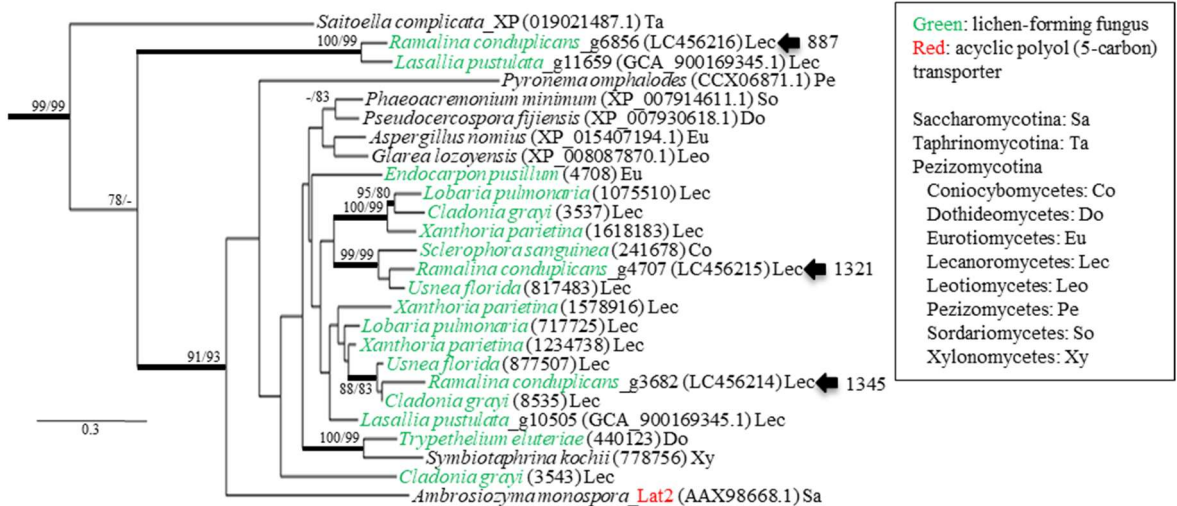 Saitoella complicata_XP (019021487.1) Ta
100/99
Ramalina conduplicans_g6856 (LC456216) Lec 887
Lasallia pustulata_g11659 (GCA_900169345.1) Lec
Pyronema omphalodes (CCX06871.1) Pe
99/99
-/83
Phaeoacremonium minimum (XP_007914611.1) So
Pseudocercospora fijiensis (XP_007930618.1) Do
Aspergillus nomius (XP_015407194.1) Eu
Glarea lozoyensis (XP_008087870.1) Leo
Endocarpon pusillum (4708) Eu
95/80
Lobaria pulmonaria (1075510) Lec
78/-
100/99
Cladonia grayi (3537) Lec
Xanthoria parietina (1618183) Lec
Sclerophora sanguinea (241678) Co
99/99
Ramalina conduplicans_g4707 (LC456215) Lec 1321
Usnea florida (817483) Lec
Xanthoria parietina (1578916) Lec
Lobaria pulmonaria (717725) Lec
Xanthoria parietina (1234738) Lec
91/93
Usnea florida (877507) Lec
88/83
Ramalina conduplicans_g3682 (LC456214) Lec 1345
Cladonia grayi (8535) Lec
Lasallia pustulata_g10505 (GCA_900169345.1) Lec
0.3
100/99
Trypethelium eluteriae (440123) Do
Symbiotaphrina kochii (778756) Xy
Cladonia grayi (3543) Lec
Ambrosiozyma monospora_Lat2 (AAX98668.1) Sa
Green: lichen-forming fungus
Red: acyclic polyol (5-carbon)
transporter
Saccharomycotina: Sa
Taphrinomycotina: Ta
Pezizomycotina
Coniocybomycetes: Co
Dothideomycetes: Do
Eurotiomycetes: Eu
Lecanoromycetes: Lec
Leotiomycetes: Leo
Pezizomycetes: Pe
Sordariomycetes: So
Xylonomycetes: Xy